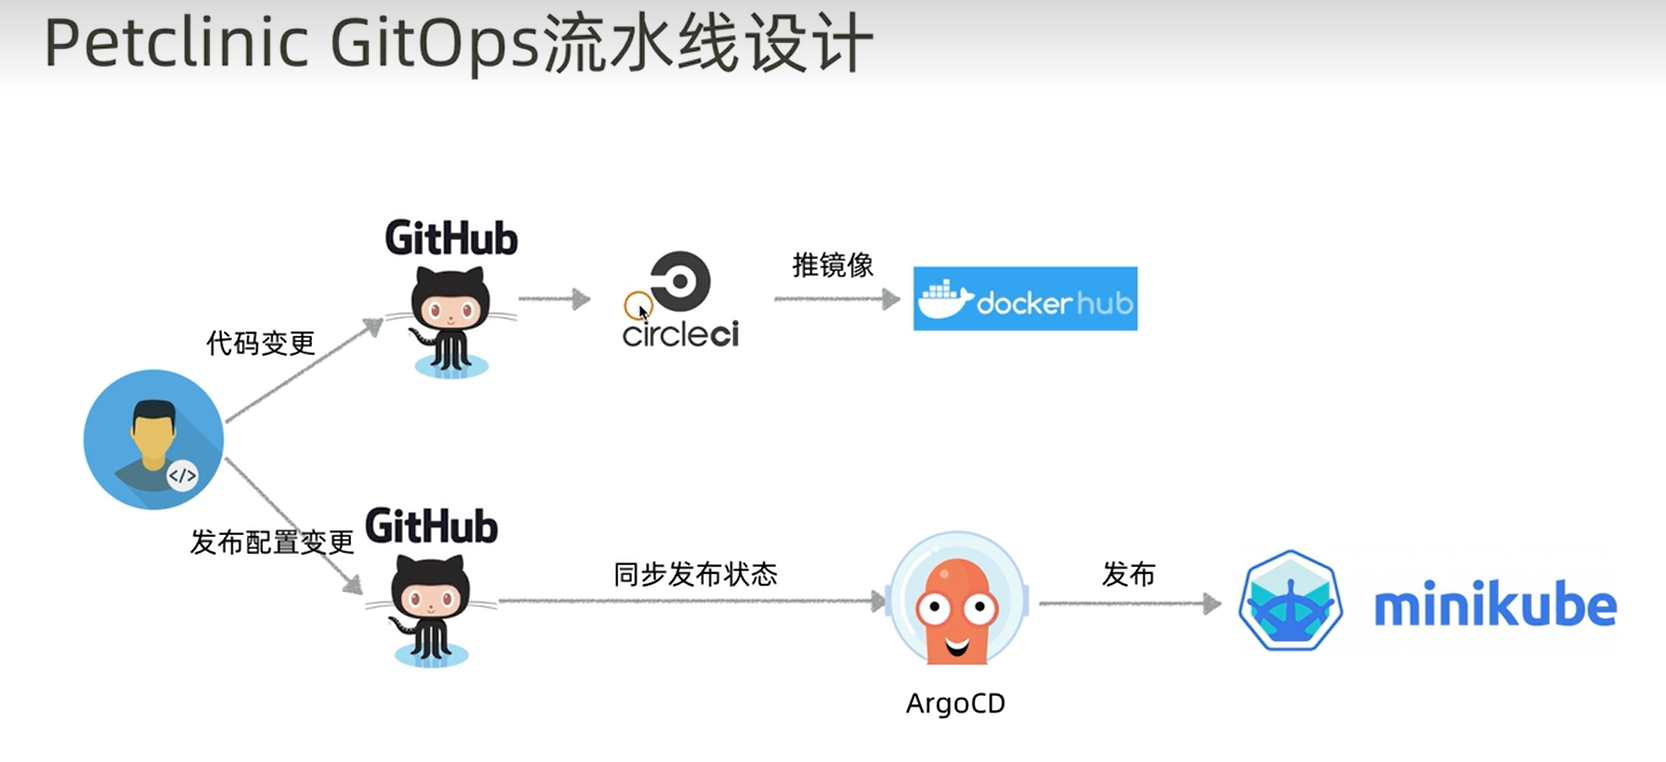 Petclinic GitOps流水线设计
GitHub
推镜像
circleci
dockerhub
代码变更
</>
发布配置变更
GitHub
同步发布状态
发布
minikube
ArgoCD